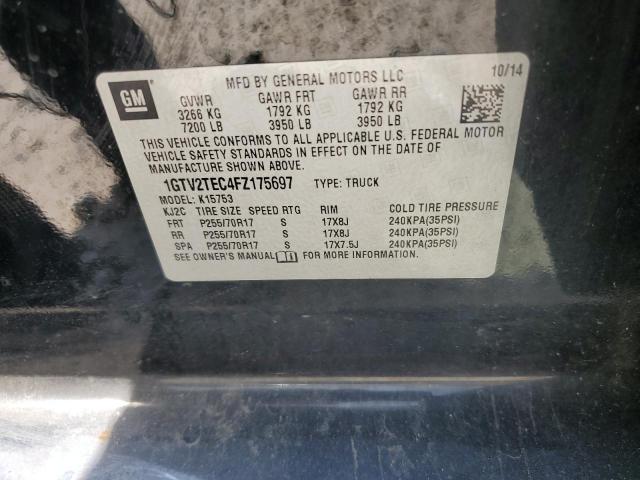 GM
MFD BY GENERAL MOTORS LLC 10/14
GVWR GAWR FRT GAWR RR
3266 KG 1792 KG 1792 KG
7200 LB 3950 LB 3950 LB
THIS VEHICLE CONFORMS TO ALL APPLICABLE U.S. FEDERAL MOTOR
VEHICLE SAFETY STANDARDS IN EFFECT ON THE DATE OF
MANUFACTURE SHOWN ABOVE.
1GTV2TEC4FZ175697 TYPE: TRUCK
MODEL: K15753
KJ2C TIRE SIZE SPEED RTG RIM COLD TIRE PRESSURE
FRT P255/70R17 S 17X8J 240KPA(35PSI)
RR P255/70R17 S 17X8J 240KPA(35PSI)
SPA P255/70R17 S 17X7.5J 240KPA(35PSI)
SEE OWNER'S MANUAL FOR ADDITIONAL INFORMATION.